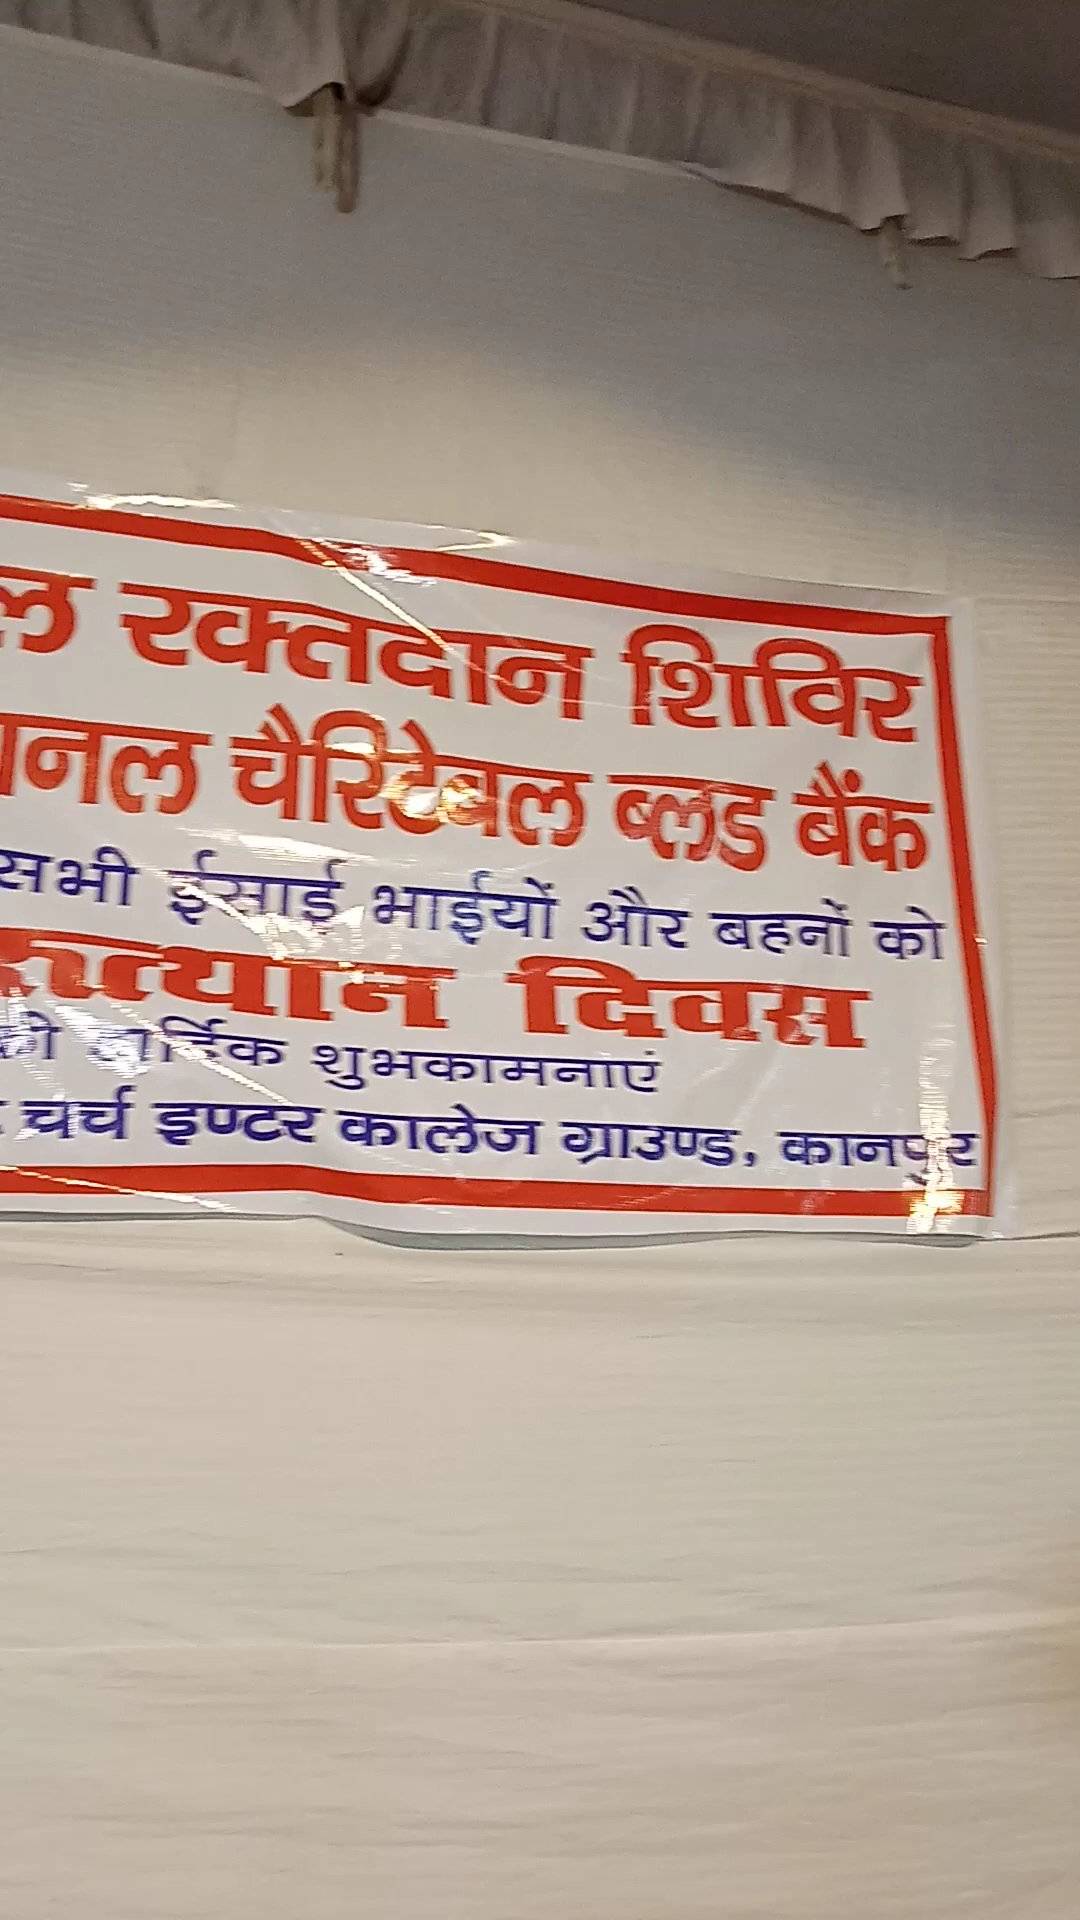 रक्तदान शिविर
चैरिटेबल ब्लड बैंक
सभी ईसाई भाईयों और बहनों को
दिवस
हार्दिक शुभकामनाएं
चर्च इण्टर कालेज ग्राउण्ड, कानपुर